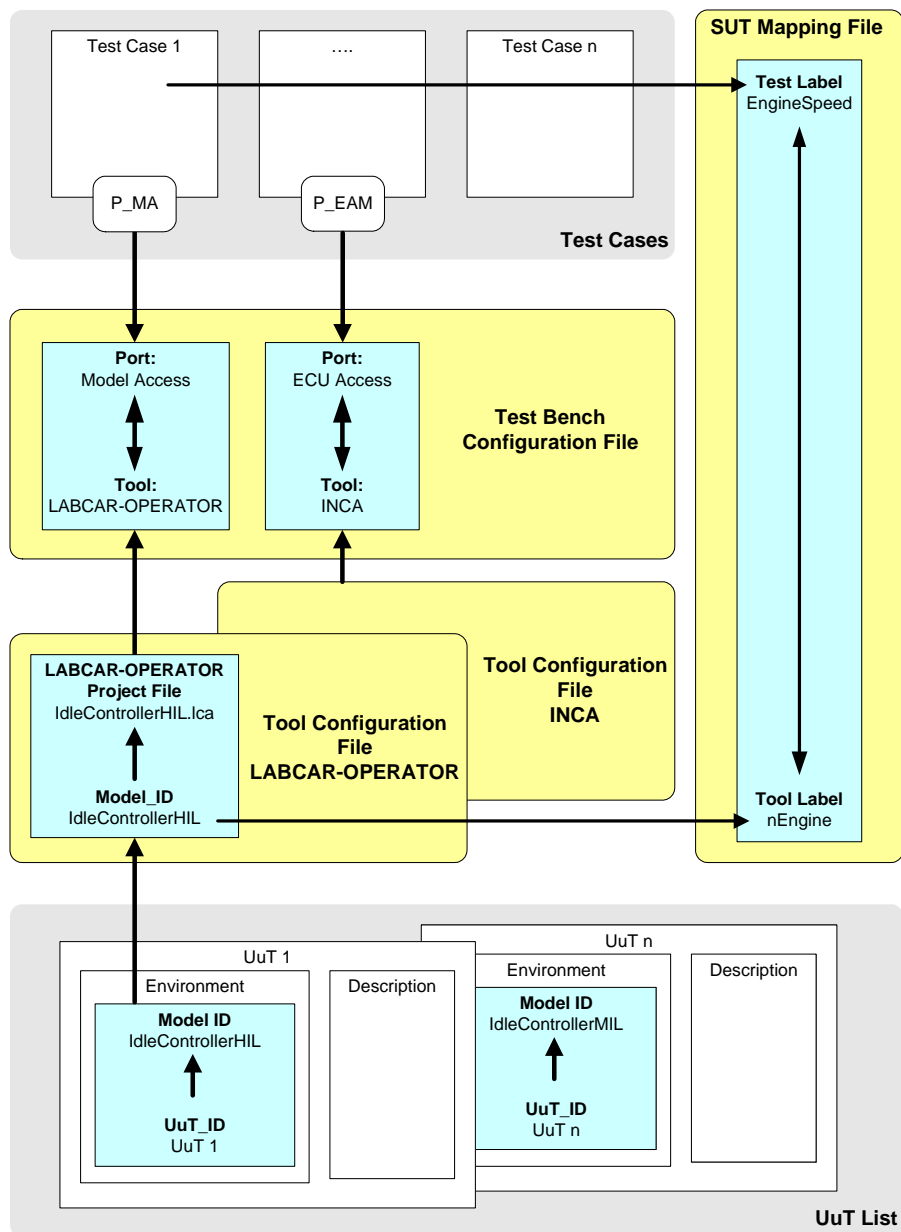 Test Case 1
….
Test Case n
P_MA
P_EAM
Test Cases
SUT Mapping File
Test Label
EngineSpeed
Tool Label
nEngine
Port:
Model Access
Tool:
LABCAR-OPERATOR
Port:
ECU Access
Tool:
INCA
Test Bench
Configuration File
LABCAR-OPERATOR
Project File
IdleControllerHIL.lca
Model_ID
IdleControllerHIL
Tool Configuration
File
LABCAR-OPERATOR
Tool Configuration
File
INCA
UuT 1
Environment
Model ID
IdleControllerHIL
UuT_ID
UuT 1
Description
UuT n
Environment
Model ID
IdleControllerMIL
UuT_ID
UuT n
Description
UuT List